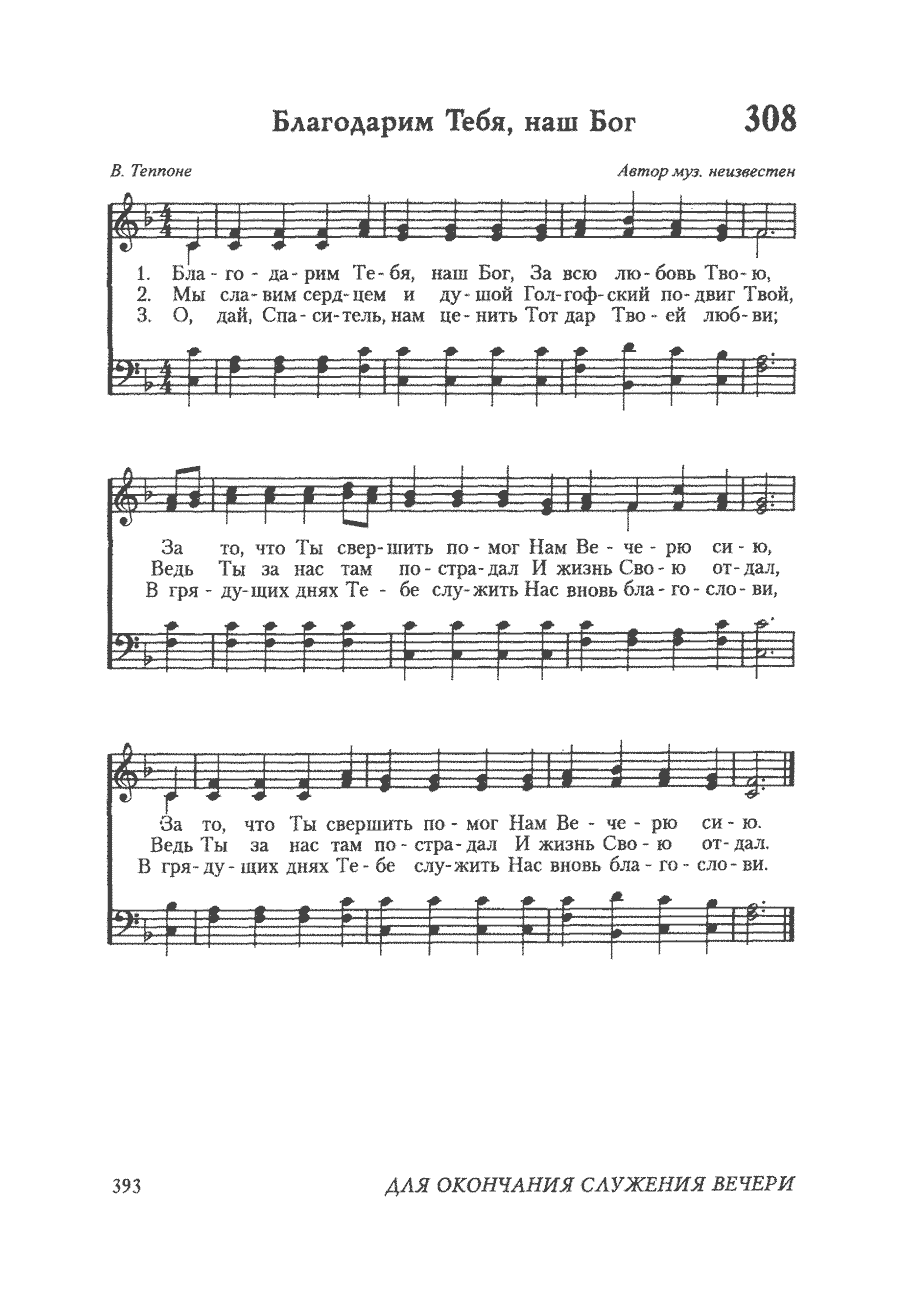 Благодарим Тебя, наш Бог 308
В. Теппоне Автор муз. неизвестен
1. Бла - го - да - рим Те - бя, наш Бог, За всю лю - бовь Тво - ю,
2. Мы сла - вим серд - цем и ду - шой Гол - гоф - ский по - двиг Твой,
3. О, дай, Спа - си - тель, нам це - нить Тот дар Тво - ей люб - ви;
За то, что Ты свер - шить по - мог Нам Ве - че - рю си - ю,
Ведь Ты за нас там по - стра - дал И жизнь Сво - ю от - дал,
В гря - ду - щих днях Те - бе слу - жить Нас вновь бла - го - сло - ви,
За то, что Ты свершить по - мог Нам Ве - че - рю си - ю.
Ведь Ты за нас там по - стра - дал И жизнь Сво - ю от - дал.
В гря - ду - щих днях Те - бе слу - жить Нас вновь бла - го - сло - ви.
393 ДЛЯ ОКОНЧАНИЯ СЛУЖЕНИЯ ВЕЧЕРИ